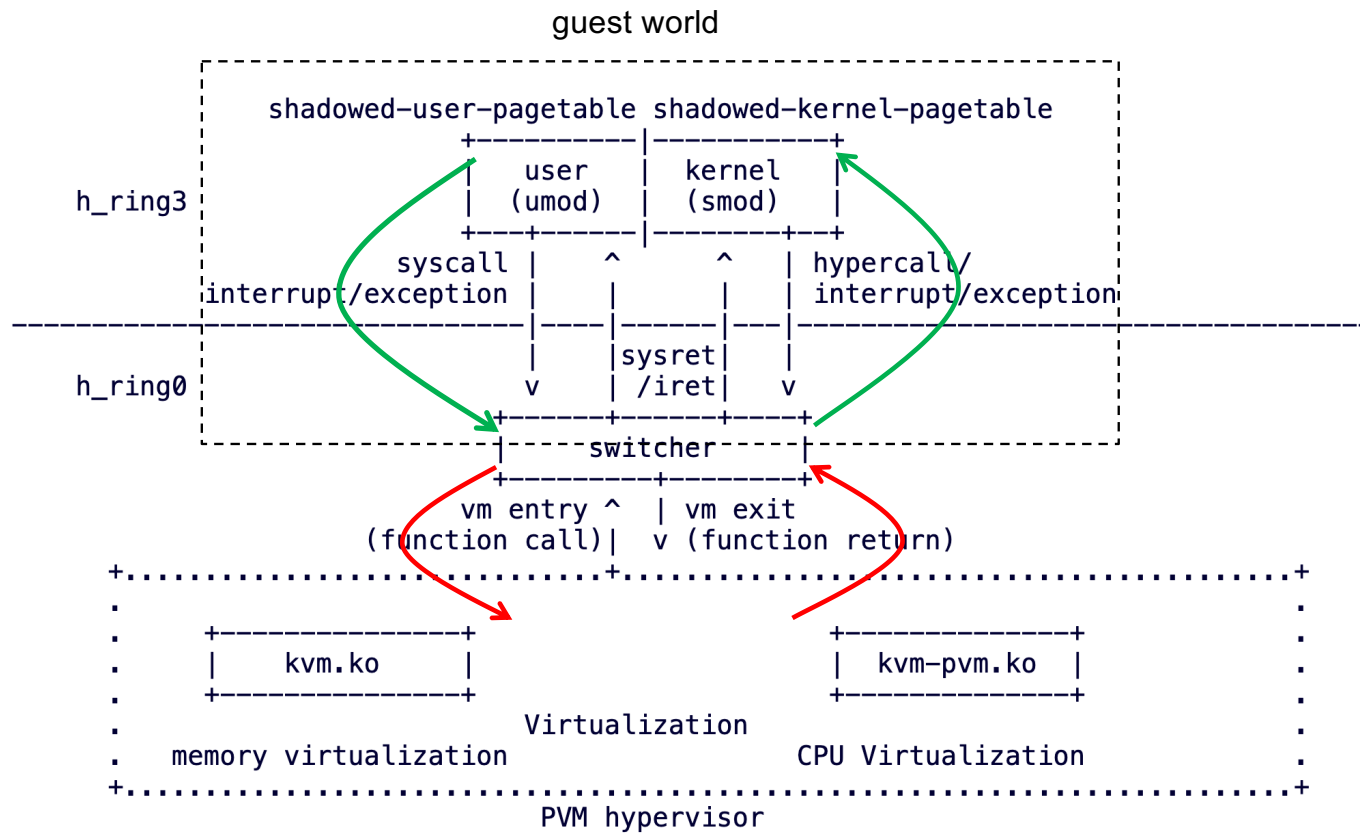 guest world
shadowed-user-pagetable shadowed-kernel-pagetable
user kernel
h_ring3 (umod) (smod)
syscall hypercall/
interrupt/exception interrupt/exception
sysret
h_ring0 /iret
switcher
vm entry vm exit
(function call) (function return)
kvm.ko kvm-pvm.ko
Virtualization
memory virtualization CPU Virtualization
PVM hypervisor